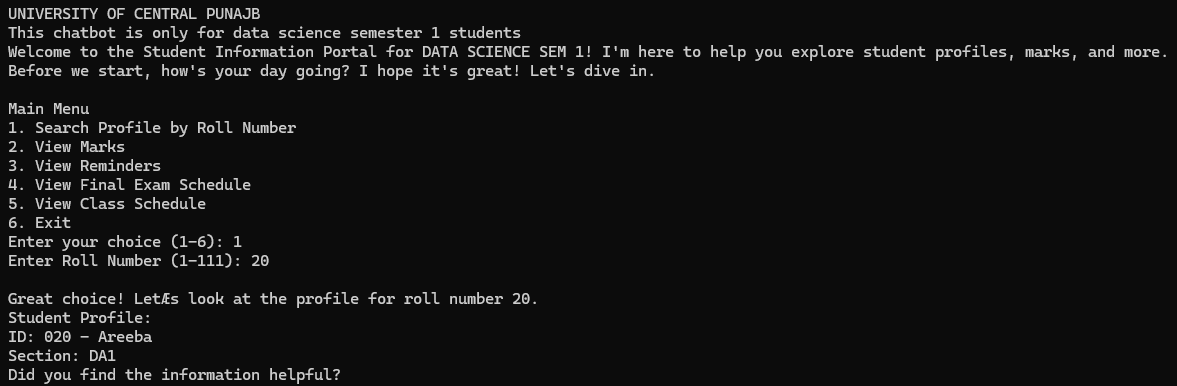 UNIVERSITY OF CENTRAL PUNAJB
This chatbot is only for data science semester 1 students
Welcome to the Student Information Portal for DATA SCIENCE SEM 1! I'm here to help you explore student profiles, marks, and more.
Before we start, how's your day going? I hope it's great! Let's dive in.
Main Menu
1. Search Profile by Roll Number
2. View Marks
3. View Reminders
4. View Final Exam Schedule
5. View Class Schedule
6. Exit
Enter your choice (1-6): 1
Enter Roll Number (1-111): 20
Great choice! LetÆs look at the profile for roll number 20.
Student Profile:
ID: 020 - Areeba
Section: DA1
Did you find the information helpful?